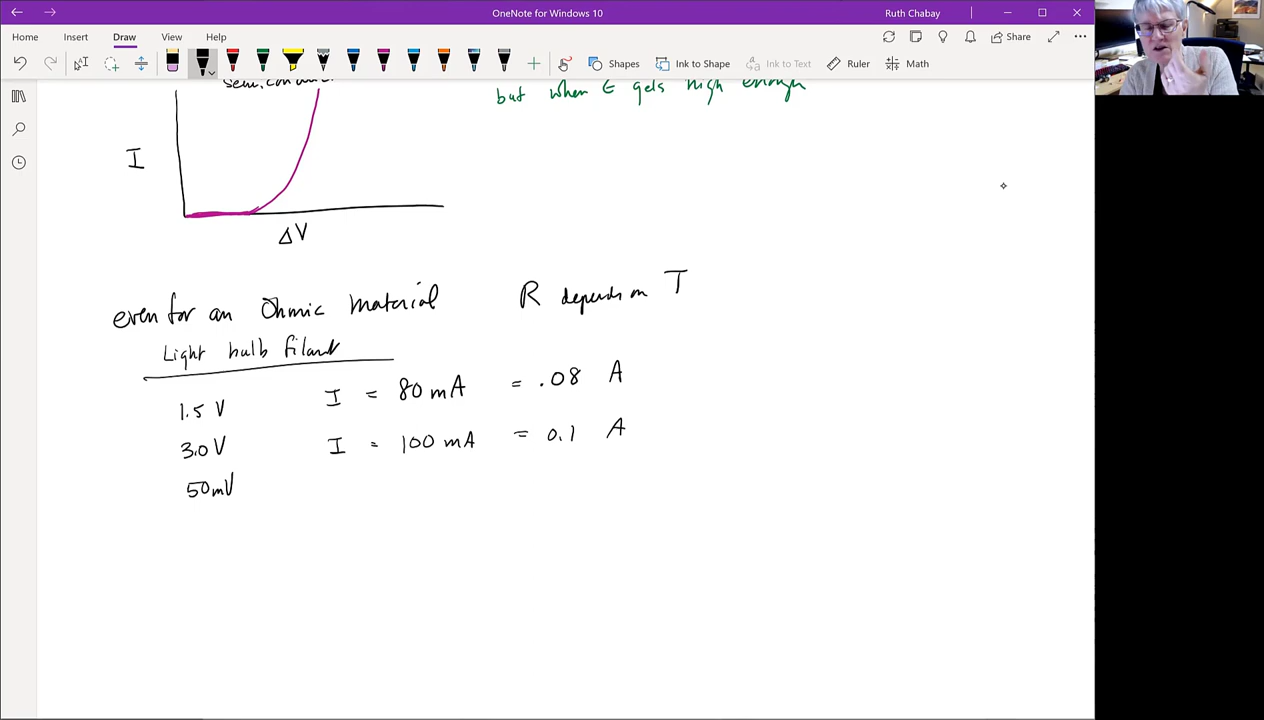 OneNote for Windows 10
Ruth Chabay
Home Insert Draw View Help
Share
Shapes Ink to Shape Ink to Text Ruler Math
but when E gets high enough
I
ΔV
even for an Ohmic material R depends on T
Light bulb filamt
1.5 V I = 80 mA = .08 A
3.0 V I = 100 mA = 0.1 A
50 mV